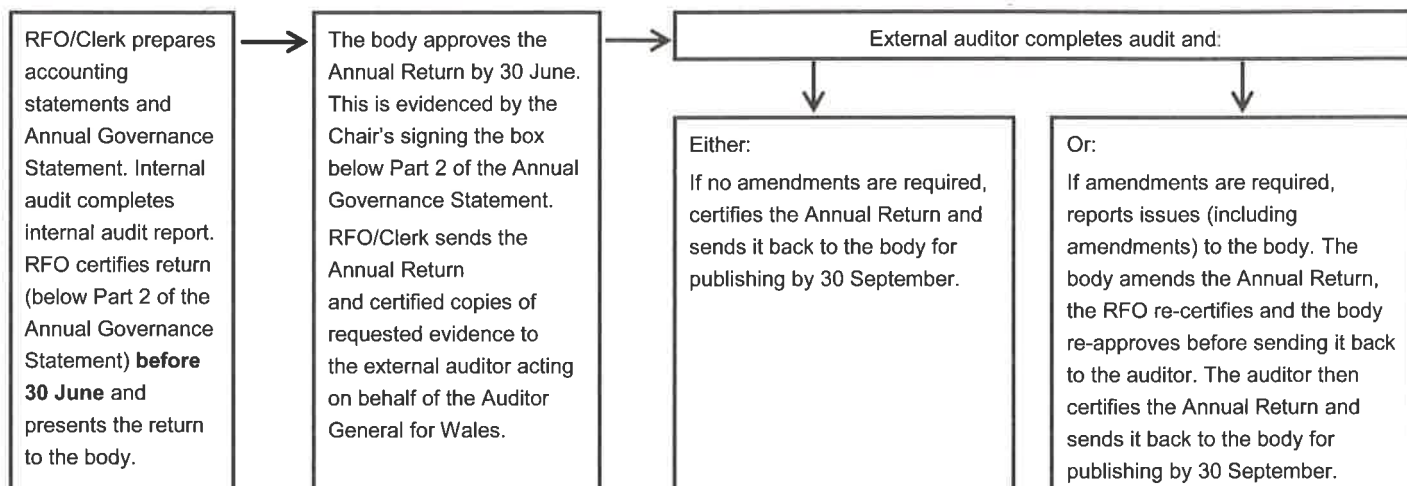 RFO/Clerk prepares
accounting
statements and
Annual Governance
Statement. Internal
audit completes
internal audit report.
RFO certifies return
(below Part 2 of the
Annual Governance
Statement) before
30 June and
presents the return
to the body.
The body approves the
Annual Return by 30 June.
This is evidenced by the
Chair's signing the box
below Part 2 of the Annual
Governance Statement.
RFO/Clerk sends the
Annual Return
and certified copies of
requested evidence to
the external auditor acting
on behalf of the Auditor
General for Wales.
External auditor completes audit and:
Either:
If no amendments are required,
certifies the Annual Return and
sends it back to the body for
publishing by 30 September.
Or:
If amendments are required,
reports issues (including
amendments) to the body. The
body amends the Annual Return,
the RFO re-certifies and the body
re-approves before sending it back
to the auditor. The auditor then
certifies the Annual Return and
sends it back to the body for
publishing by 30 September.